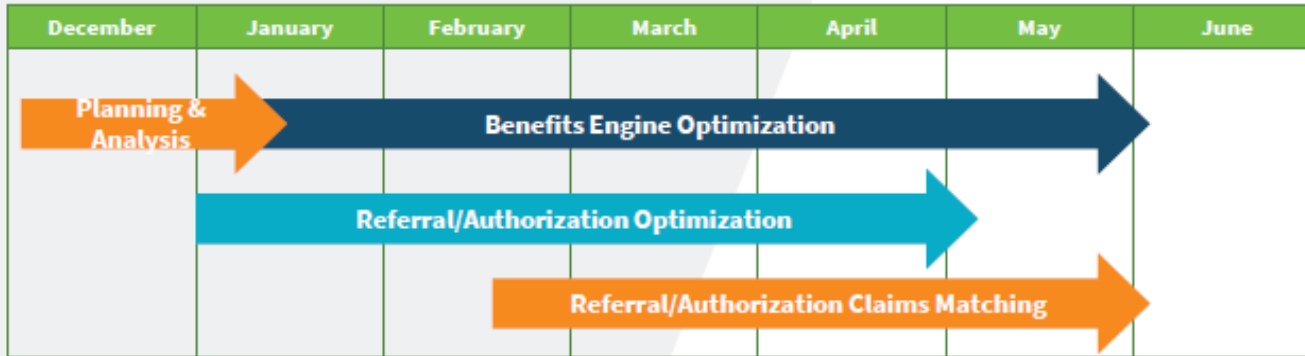 December January February March April May June
Planning &
Analysis
Benefits Engine Optimization
Referral/Authorization Optimization
Referral/Authorization Claims Matching